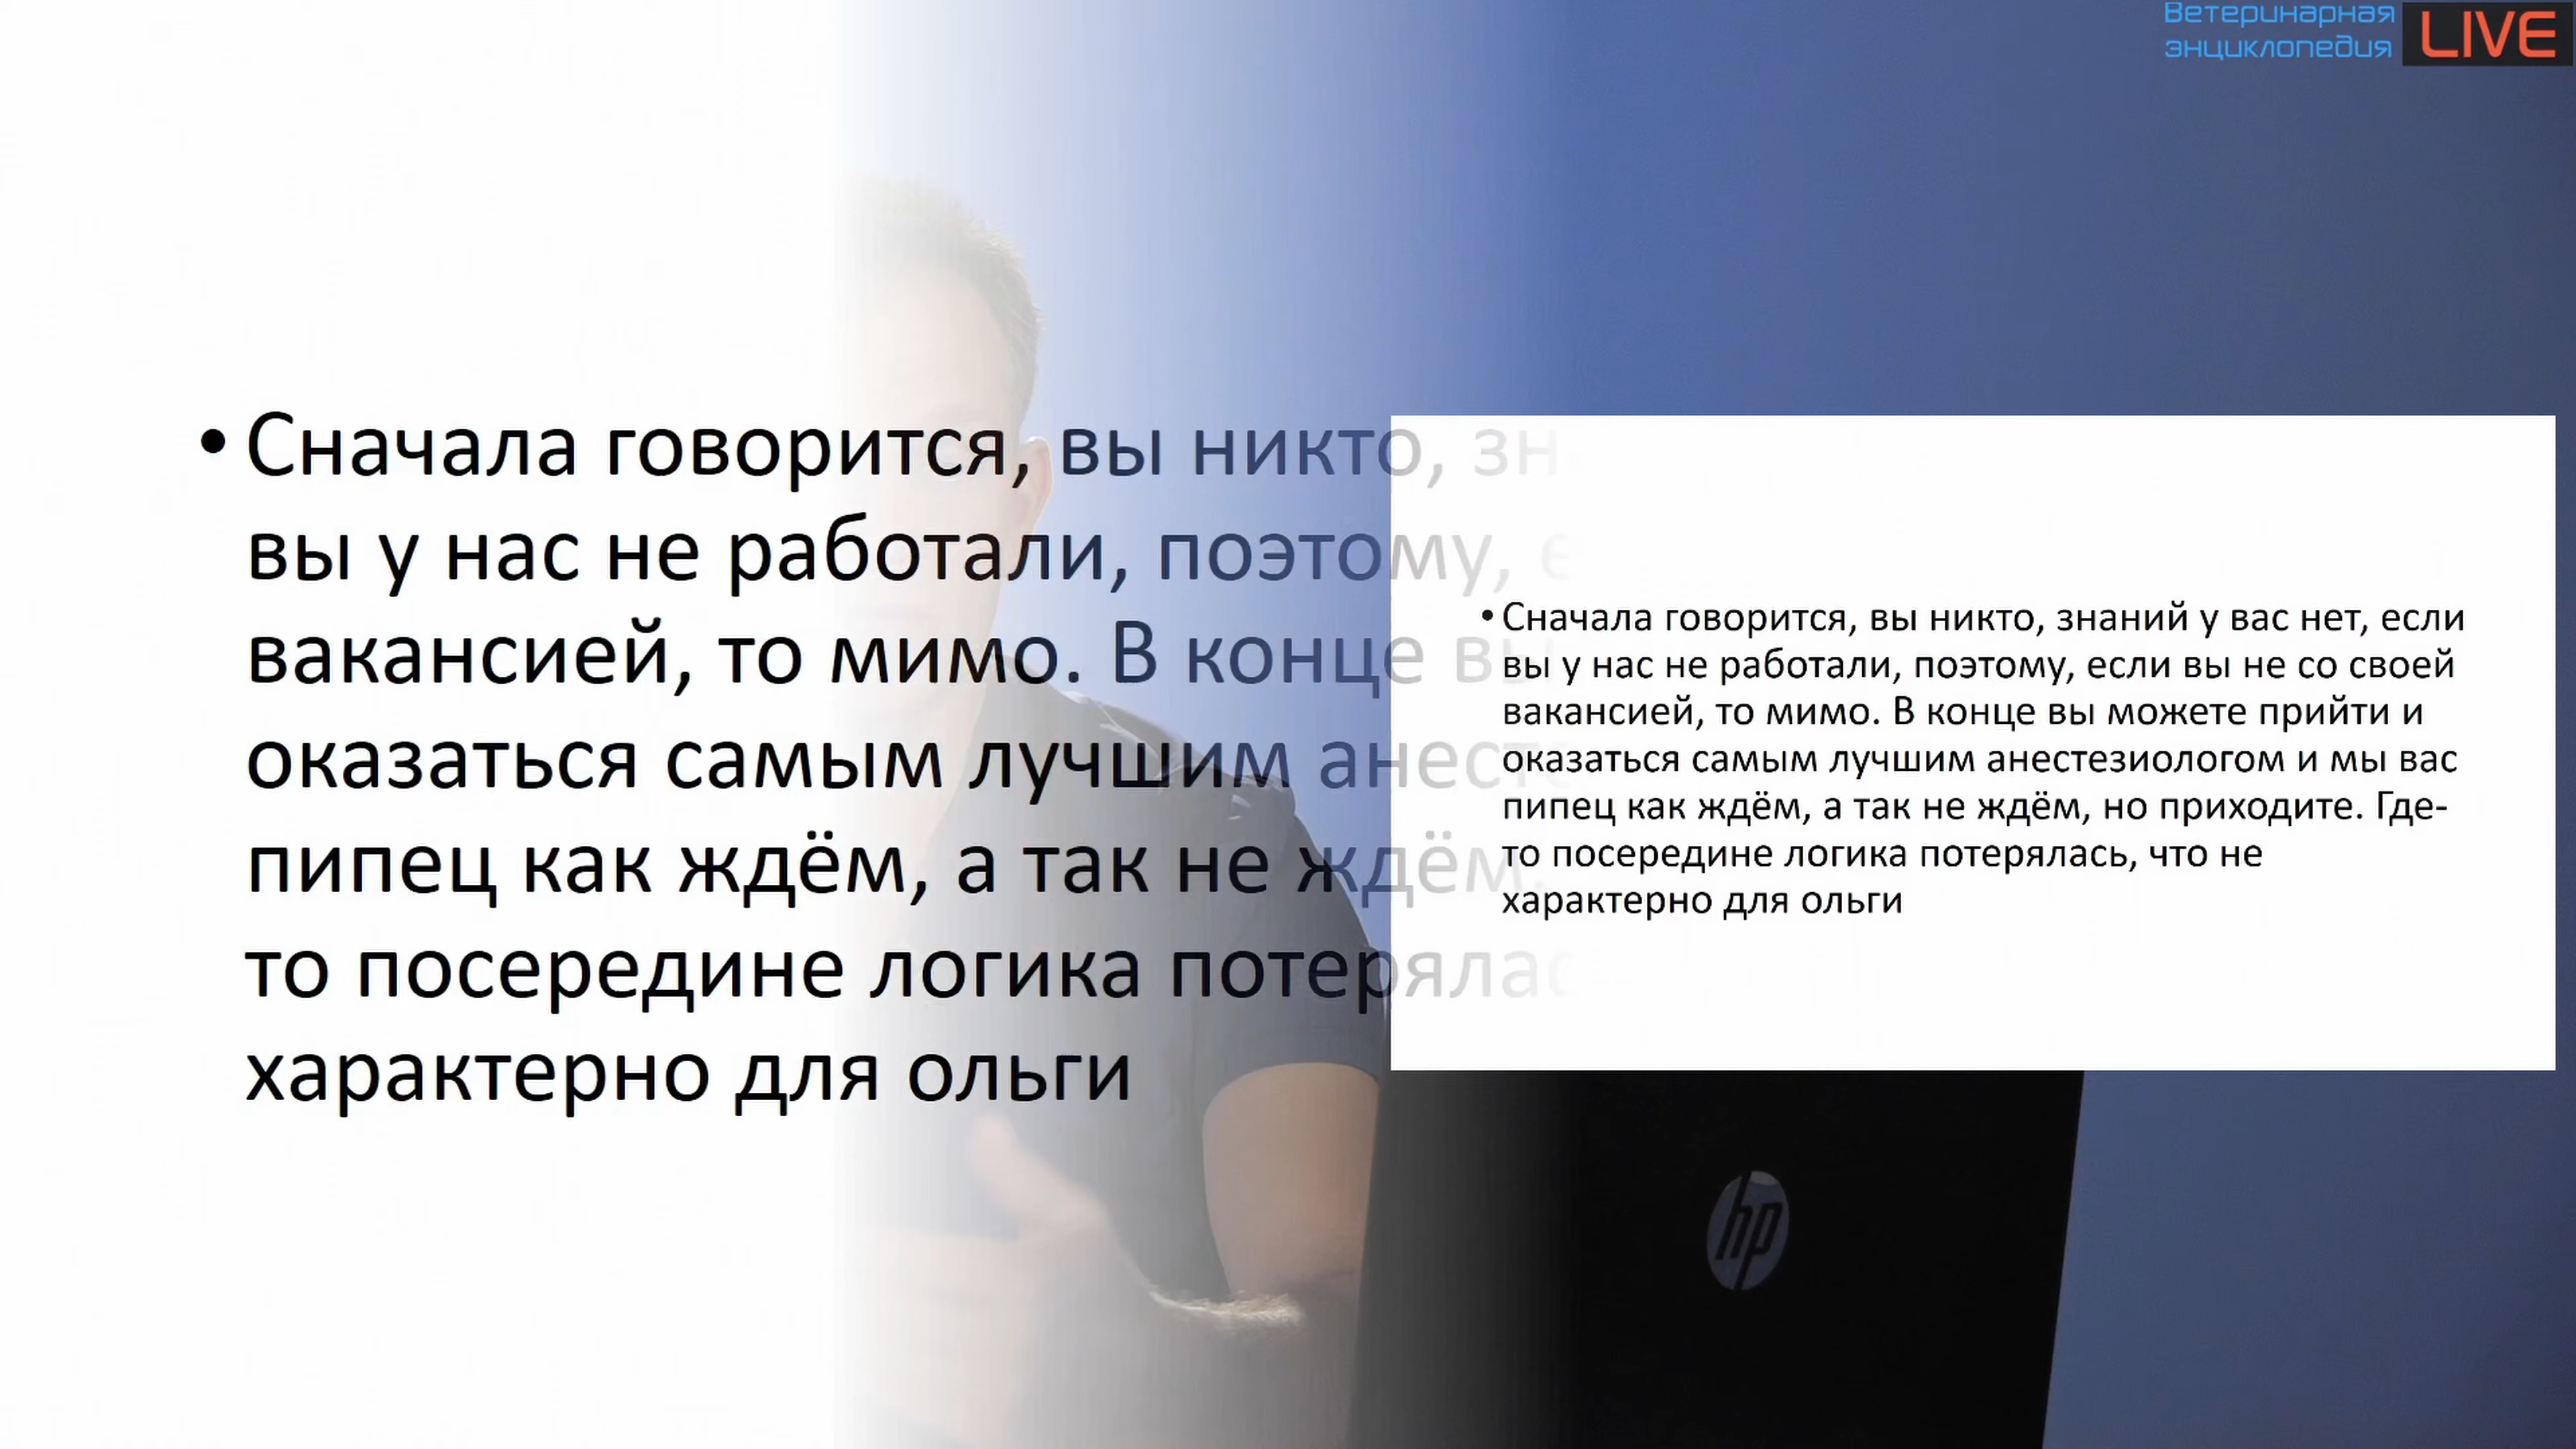 Ветеринарная
энциклопедия
LIVE
• Сначала говорится, вы никто,
вы у нас не работали, поэтому,
вакансией, то мимо. В конце вы
оказаться самым лучшим
пипец как ждём, а так не ждём.
то посередине логика
характерно для ольги
• Сначала говорится, вы никто, знаний у вас нет, если
вы у нас не работали, поэтому, если вы не со своей
вакансией, то мимо. В конце вы можете прийти и
оказаться самым лучшим анестезиологом и мы вас
пипец как ждём, а так не ждём, но приходите. Где-
то посередине логика потерялась, что не
характерно для ольги
hp